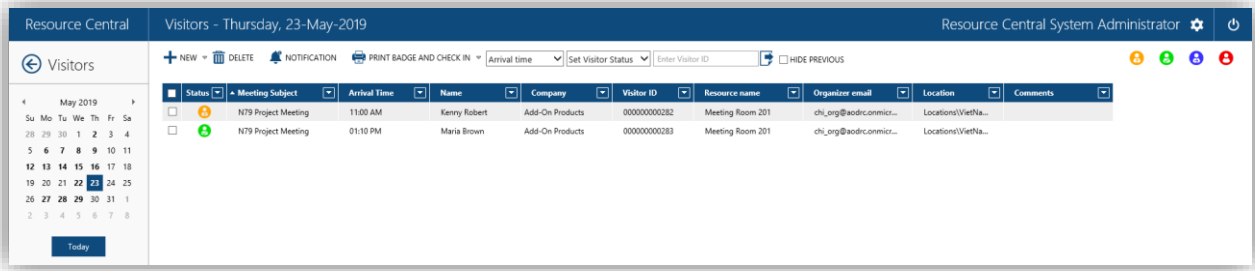 Resource Central
Visitors - Thursday, 23-May-2019
Resource Central System Administrator
Visitors
NEW DELETE NOTIFICATION PRINT BADGE AND CHECK IN Arrival time Set Visitor Status Enter Visitor ID HIDE PREVIOUS
May 2019
Su Mo Tu We Th Fr Sa
28 29 30 1 2 3 4
5 6 7 8 9 10 11
12 13 14 15 16 17 18
19 20 21 22 23 24 25
26 27 28 29 30 31 1
2 3 4 5 6 7 8
Today
Status Meeting Subject Arrival Time Name Company Visitor ID Resource name Organizer email Location Comments
N79 Project Meeting 11:00 AM Kenny Robert Add-On Products 000000000282 Meeting Room 201 chi_org@aodrc.onmicr... Locations\VietNa...
N79 Project Meeting 01:10 PM Maria Brown Add-On Products 000000000283 Meeting Room 201 chi_org@aodrc.onmicr... Locations\VietNa...